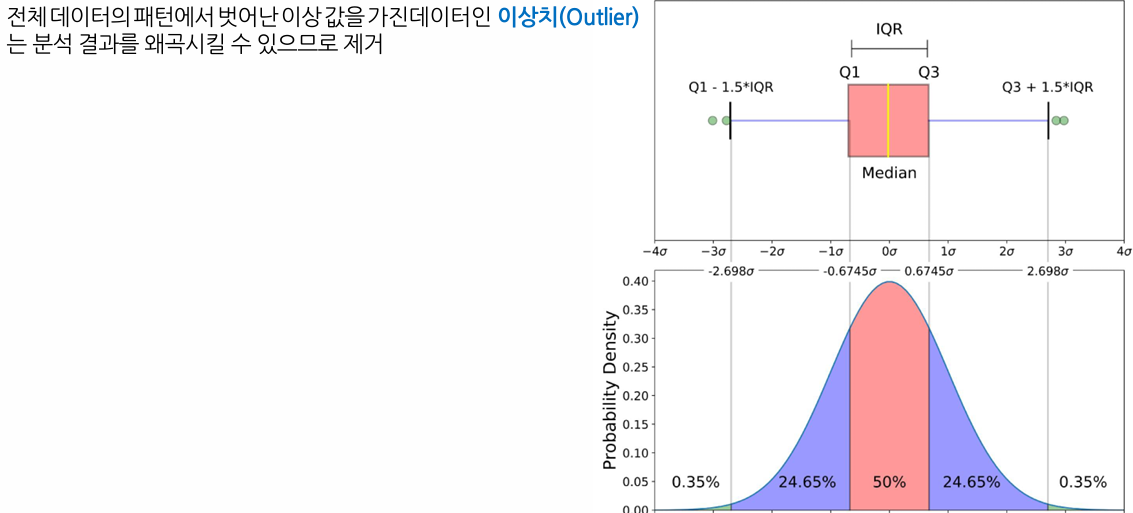 전체 데이터의 패턴에서 벗어난 이상 값을 가진 데이터인 이상치(Outlier)
는 분석 결과를 왜곡시킬 수 있으므로 제거
IQR
Q1 Q3
Q1 - 1.5*IQR Q3 + 1.5*IQR
Median
−4σ −3σ −2σ −1σ 0σ 1σ 2σ 3σ 4σ
-2.698σ -0.6745σ 0.6745σ 2.698σ
0.40
0.35
0.30
0.25
0.20
0.15
0.10
0.05
0.00
Probability Density
0.35% 24.65% 50% 24.65% 0.35%